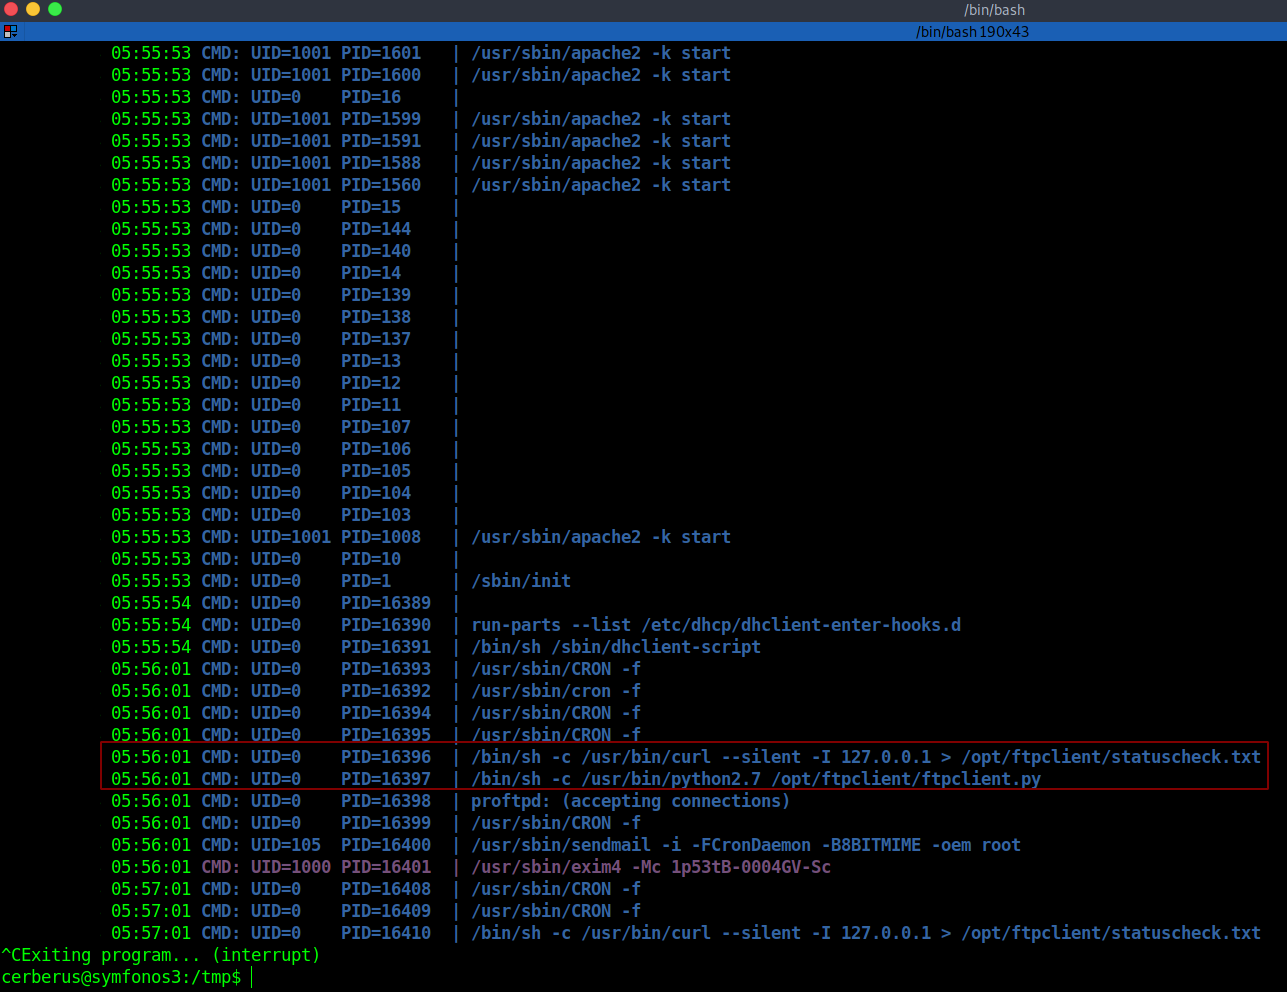 /bin/bash
/bin/bash 190x43
05:55:53 CMD: UID=1001 PID=1601   | /usr/sbin/apache2 -k start
05:55:53 CMD: UID=1001 PID=1600   | /usr/sbin/apache2 -k start
05:55:53 CMD: UID=0    PID=16     |
05:55:53 CMD: UID=1001 PID=1599   | /usr/sbin/apache2 -k start
05:55:53 CMD: UID=1001 PID=1591   | /usr/sbin/apache2 -k start
05:55:53 CMD: UID=1001 PID=1588   | /usr/sbin/apache2 -k start
05:55:53 CMD: UID=1001 PID=1560   | /usr/sbin/apache2 -k start
05:55:53 CMD: UID=0    PID=15     |
05:55:53 CMD: UID=0    PID=144    |
05:55:53 CMD: UID=0    PID=140    |
05:55:53 CMD: UID=0    PID=14     |
05:55:53 CMD: UID=0    PID=139    |
05:55:53 CMD: UID=0    PID=138    |
05:55:53 CMD: UID=0    PID=137    |
05:55:53 CMD: UID=0    PID=13     |
05:55:53 CMD: UID=0    PID=12     |
05:55:53 CMD: UID=0    PID=11     |
05:55:53 CMD: UID=0    PID=107    |
05:55:53 CMD: UID=0    PID=106    |
05:55:53 CMD: UID=0    PID=105    |
05:55:53 CMD: UID=0    PID=104    |
05:55:53 CMD: UID=0    PID=103    |
05:55:53 CMD: UID=1001 PID=1008   | /usr/sbin/apache2 -k start
05:55:53 CMD: UID=0    PID=10     |
05:55:53 CMD: UID=0    PID=1      | /sbin/init
05:55:54 CMD: UID=0    PID=16389  |
05:55:54 CMD: UID=0    PID=16390  | run-parts --list /etc/dhcp/dhclient-enter-hooks.d
05:55:54 CMD: UID=0    PID=16391  | /bin/sh /sbin/dhclient-script
05:56:01 CMD: UID=0    PID=16393  | /usr/sbin/CRON -f
05:56:01 CMD: UID=0    PID=16392  | /usr/sbin/cron -f
05:56:01 CMD: UID=0    PID=16394  | /usr/sbin/CRON -f
05:56:01 CMD: UID=0    PID=16395  | /usr/sbin/CRON -f
05:56:01 CMD: UID=0    PID=16396  | /bin/sh -c /usr/bin/curl --silent -I 127.0.0.1 > /opt/ftpclient/statuscheck.txt
05:56:01 CMD: UID=0    PID=16397  | /bin/sh -c /usr/bin/python2.7 /opt/ftpclient/ftpclient.py
05:56:01 CMD: UID=0    PID=16398  | proftpd: (accepting connections)
05:56:01 CMD: UID=0    PID=16399  | /usr/sbin/CRON -f
05:56:01 CMD: UID=105  PID=16400  | /usr/sbin/sendmail -i -FCronDaemon -B8BITMIME -oem root
05:56:01 CMD: UID=1000 PID=16401  | /usr/sbin/exim4 -Mc 1p53tB-0004GV-Sc
05:57:01 CMD: UID=0    PID=16408  | /usr/sbin/CRON -f
05:57:01 CMD: UID=0    PID=16409  | /usr/sbin/CRON -f
05:57:01 CMD: UID=0    PID=16410  | /bin/sh -c /usr/bin/curl --silent -I 127.0.0.1 > /opt/ftpclient/statuscheck.txt
^CExiting program... (interrupt)
cerberus@symfonos3:/tmp$